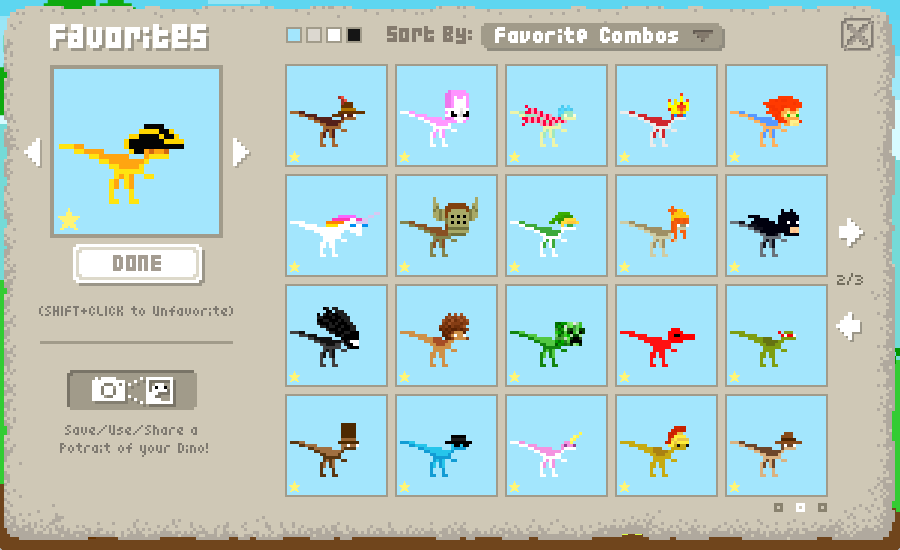 Favorites
Sort By: Favorite Combos
DONE
2/3
(SHIFT+CLICK to Unfavorite)
Save/Use/Share a
Potrait of your Dino!